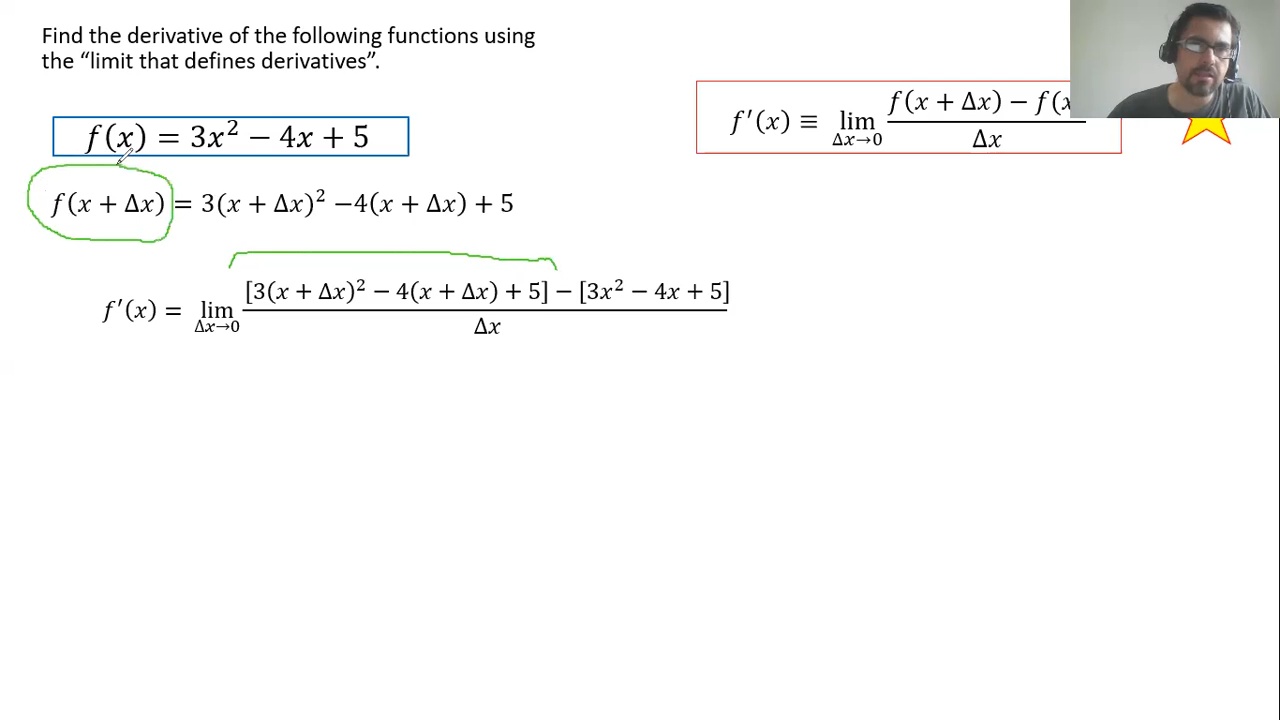 Find the derivative of the following functions using
the “limit that defines derivatives”.
f(x) = 3x² − 4x + 5
f′(x) ≡ lim_{Δx→0} (f(x + Δx) − f(x / Δx
f(x + Δx) = 3(x + Δx)² −4(x + Δx) + 5
f′(x) = lim_{Δx→0} [3(x + Δx)² − 4(x + Δx) + 5] − [3x² − 4x + 5] / Δx